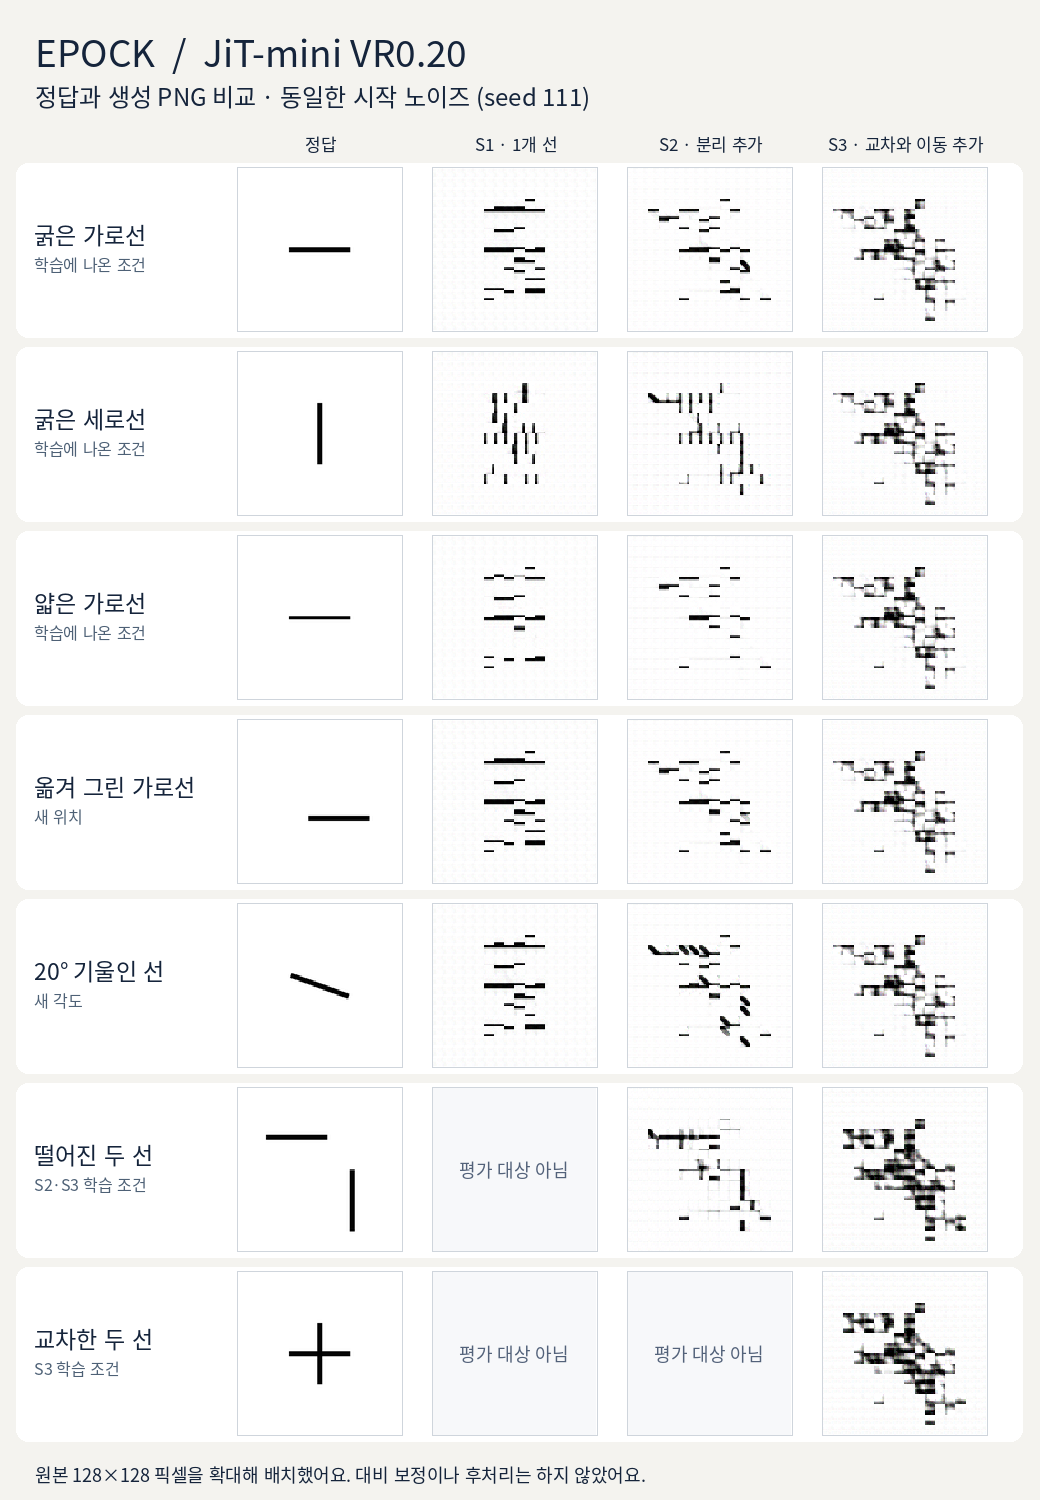 EPOCK / JiT-mini VR0.20
정답과 생성 PNG 비교 · 동일한 시작 노이즈 (seed 111)
정답 S1 · 1개 선 S2 · 분리 추가 S3 · 교차와 이동 추가
굵은 가로선
학습에 나온 조건
굵은 세로선
학습에 나온 조건
얇은 가로선
학습에 나온 조건
옮겨 그린 가로선
새 위치
20° 기울인 선
새 각도
떨어진 두 선
S2·S3 학습 조건
평가 대상 아님
교차한 두 선
S3 학습 조건
평가 대상 아님 평가 대상 아님
원본 128×128 픽셀을 확대해 배치했어요. 대비 보정이나 후처리는 하지 않았어요.